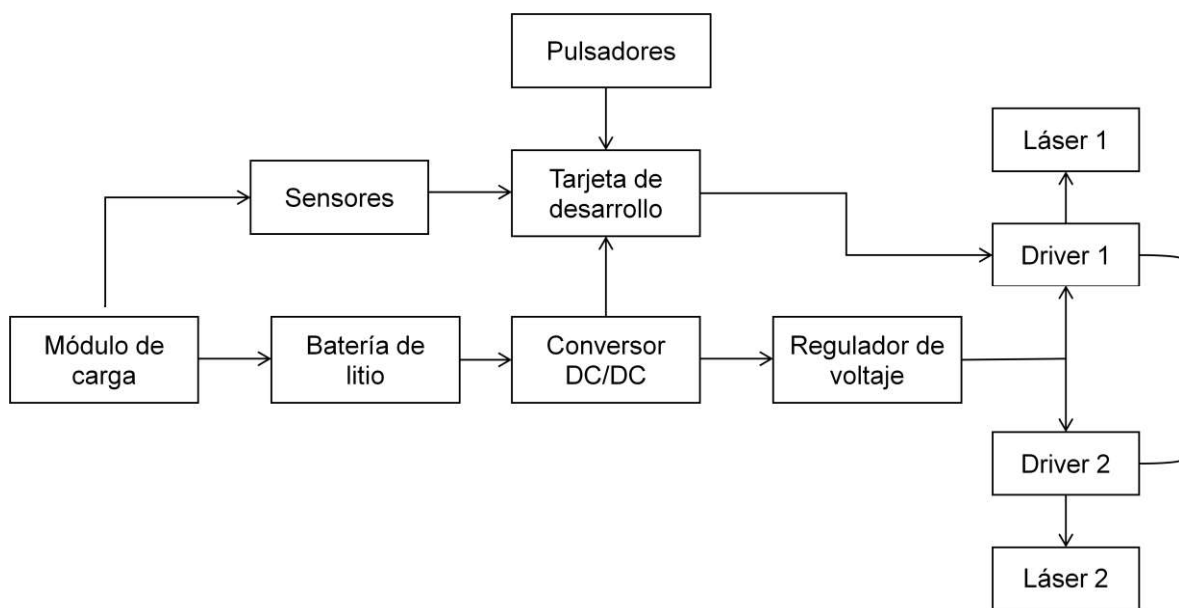 Pulsadores
Láser 1
Sensores
Tarjeta de
desarrollo
Driver 1
Módulo de
carga
Batería de
litio
Conversor
DC/DC
Regulador de
voltaje
Driver 2
Láser 2